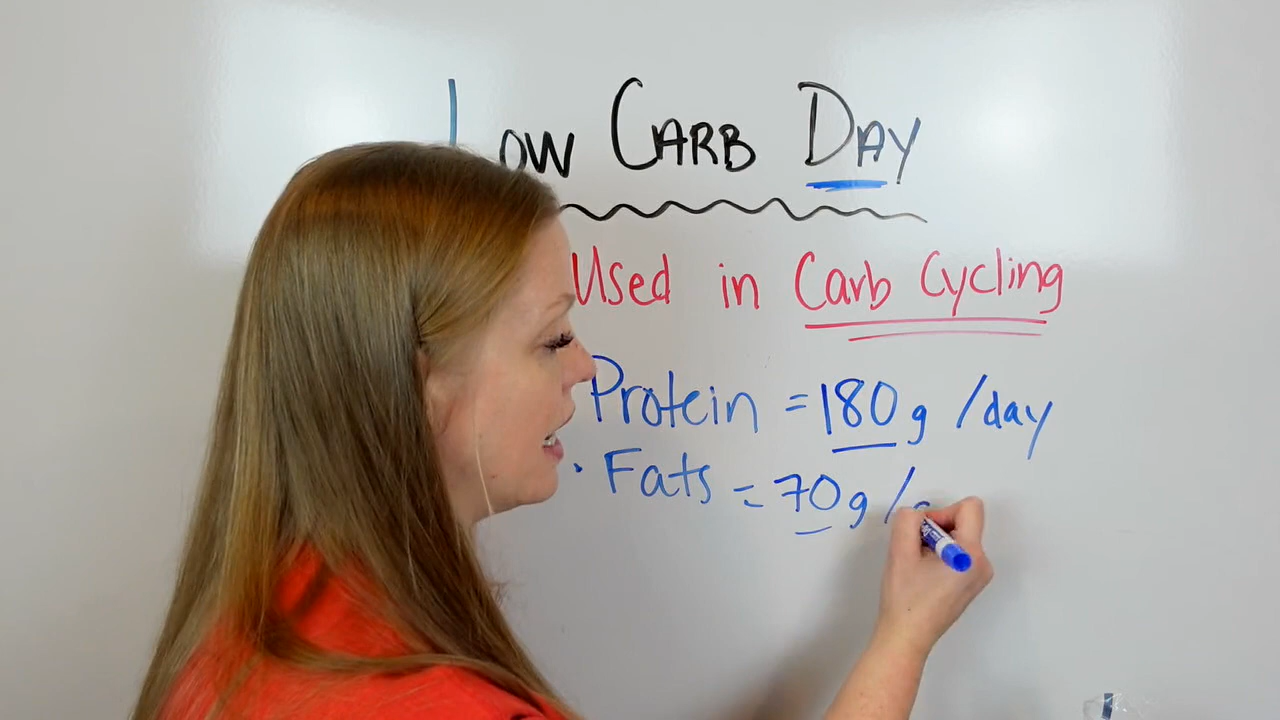 Low Carb Day
Used in Carb Cycling
Protein = 180g /day
• Fats = 70g /